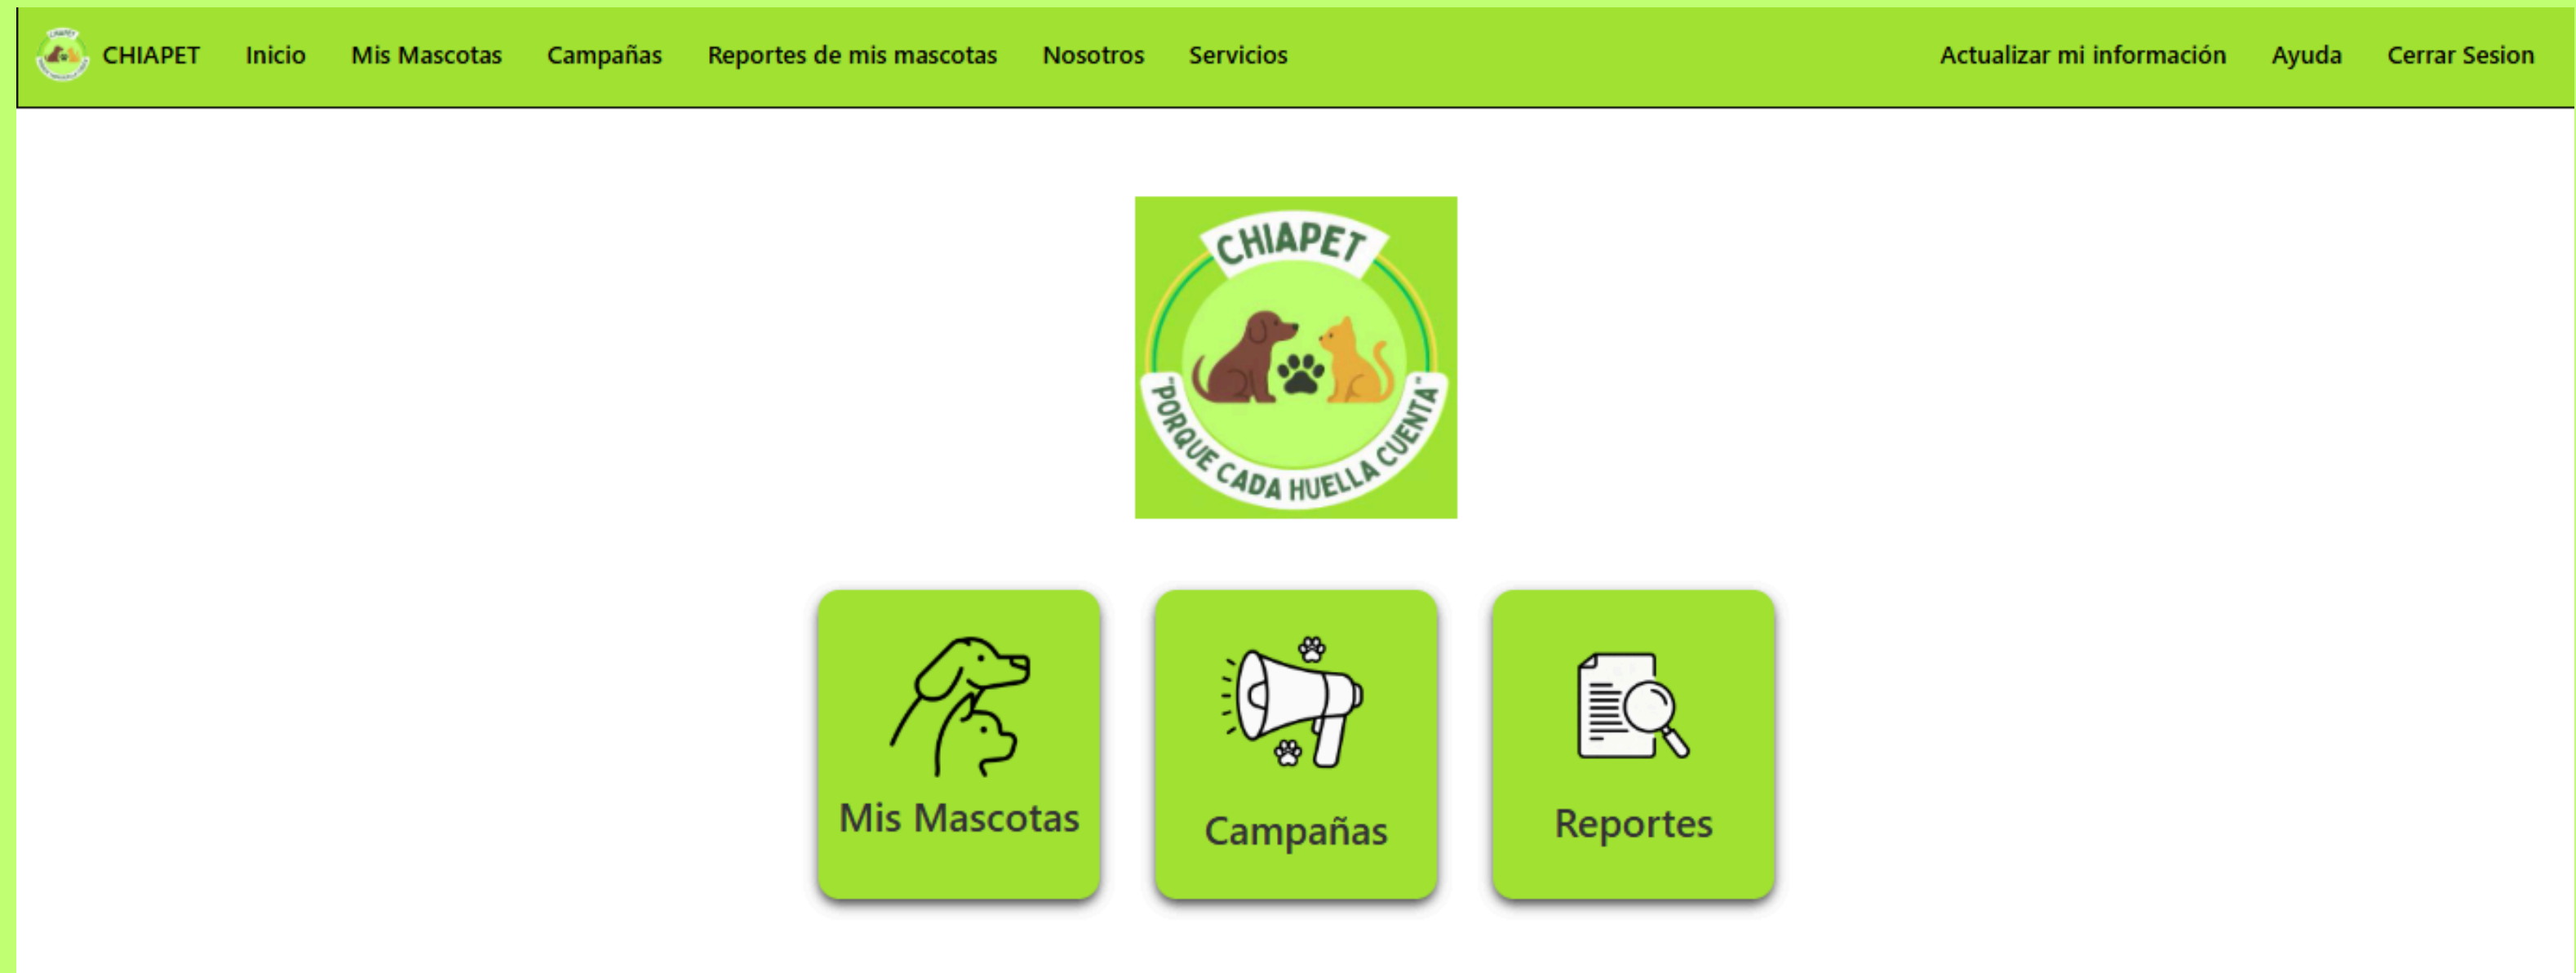 CHIAPET Inicio Mis Mascotas Campañas Reportes de mis mascotas Nosotros Servicios Actualizar mi información Ayuda Cerrar Sesion
CHIAPET
"PORQUE CADA HUELLA CUENTA"
Mis Mascotas
Campañas
Reportes